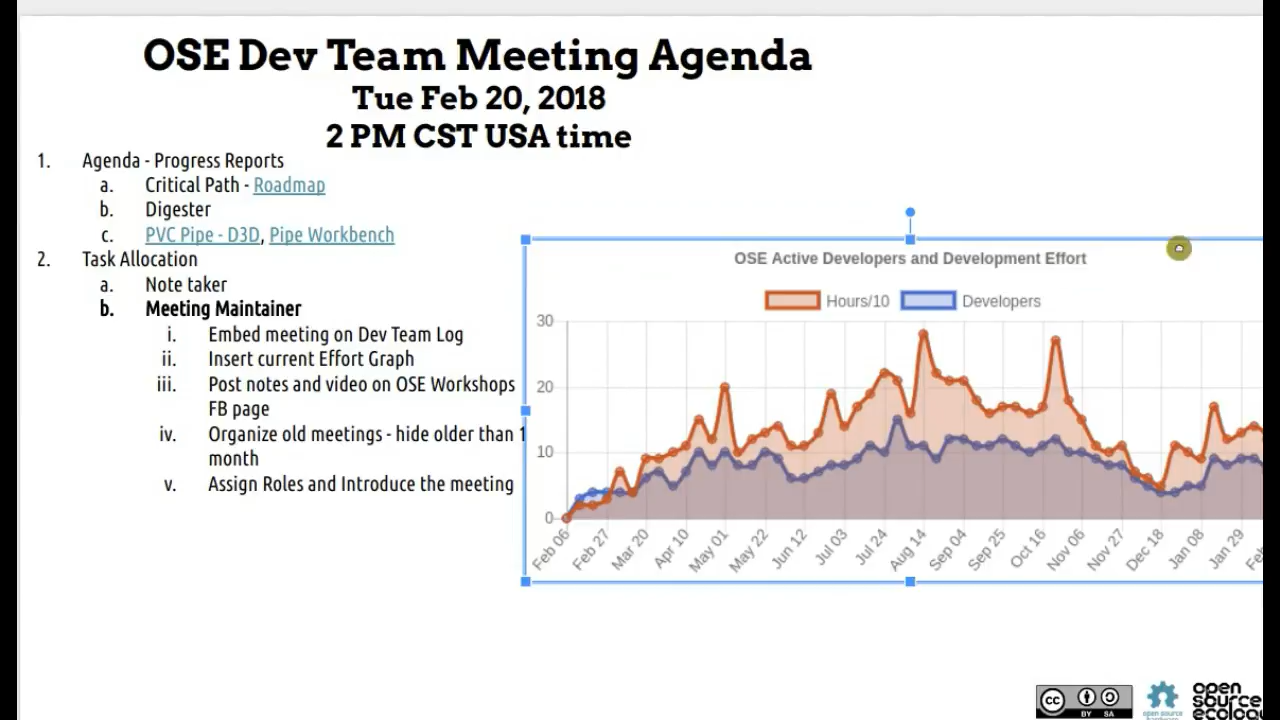 OSE Dev Team Meeting Agenda
Tue Feb 20, 2018
2 PM CST USA time
1. Agenda - Progress Reports
a. Critical Path - Roadmap
b. Digester
c. PVC Pipe - D3D, Pipe Workbench
2. Task Allocation
a. Note taker
b. Meeting Maintainer
i. Embed meeting on Dev Team Log
ii. Insert current Effort Graph
iii. Post notes and video on OSE Workshops
FB page
iv. Organize old meetings - hide older than 1
month
v. Assign Roles and Introduce the meeting
OSE Active Developers and Development Effort
Hours/10 Developers
30
20
10
0
Feb 06 Feb 27 Mar 20 Apr 10 May 01 May 22 Jun 12 Jul 03 Jul 24 Aug 14 Sep 04 Sep 25 Oct 16 Nov 06 Nov 27 Dec 18 Jan 08 Jan 29
cc BY SA
open source
open
source